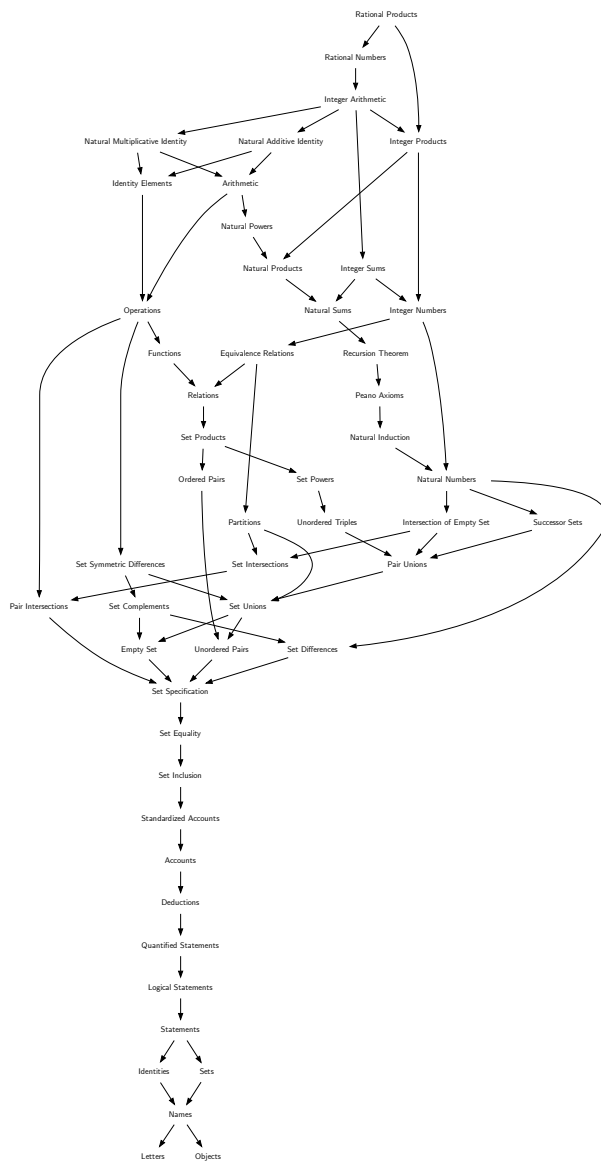 Rational Products
Rational Numbers
Integer Arithmetic
Natural Multiplicative Identity
Natural Additive Identity
Integer Products
Identity Elements
Arithmetic
Natural Powers
Natural Products
Integer Sums
Operations
Natural Sums
Integer Numbers
Functions
Equivalence Relations
Recursion Theorem
Relations
Peano Axioms
Set Products
Natural Induction
Ordered Pairs
Set Powers
Natural Numbers
Partitions
Unordered Triples
Intersection of Empty Set
Successor Sets
Set Symmetric Differences
Set Intersections
Pair Unions
Pair Intersections
Set Complements
Set Unions
Empty Set
Unordered Pairs
Set Differences
Set Specification
Set Equality
Set Inclusion
Standardized Accounts
Accounts
Deductions
Quantified Statements
Logical Statements
Statements
Identities
Sets
Names
Letters
Objects